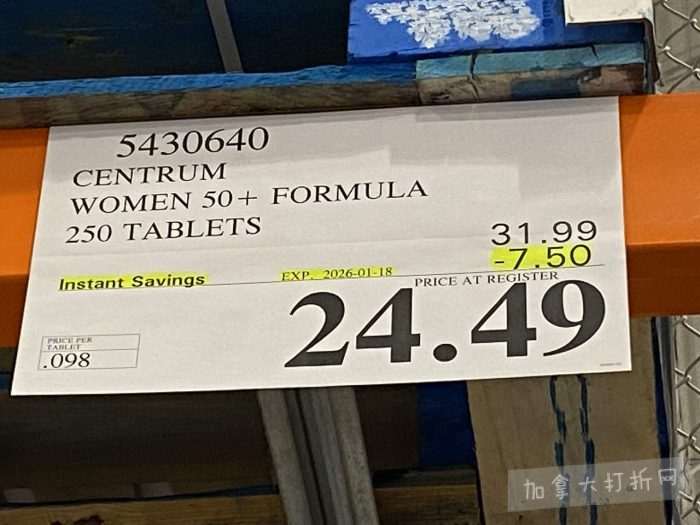 5430640
CENTRUM
WOMEN 50+ FORMULA
250 TABLETS
31.99
-7.50
Instant Savings
EXP. 2026-01-18
PRICE AT REGISTER
24.49
PRICE PER
TABLET
.098
加拿大打折网